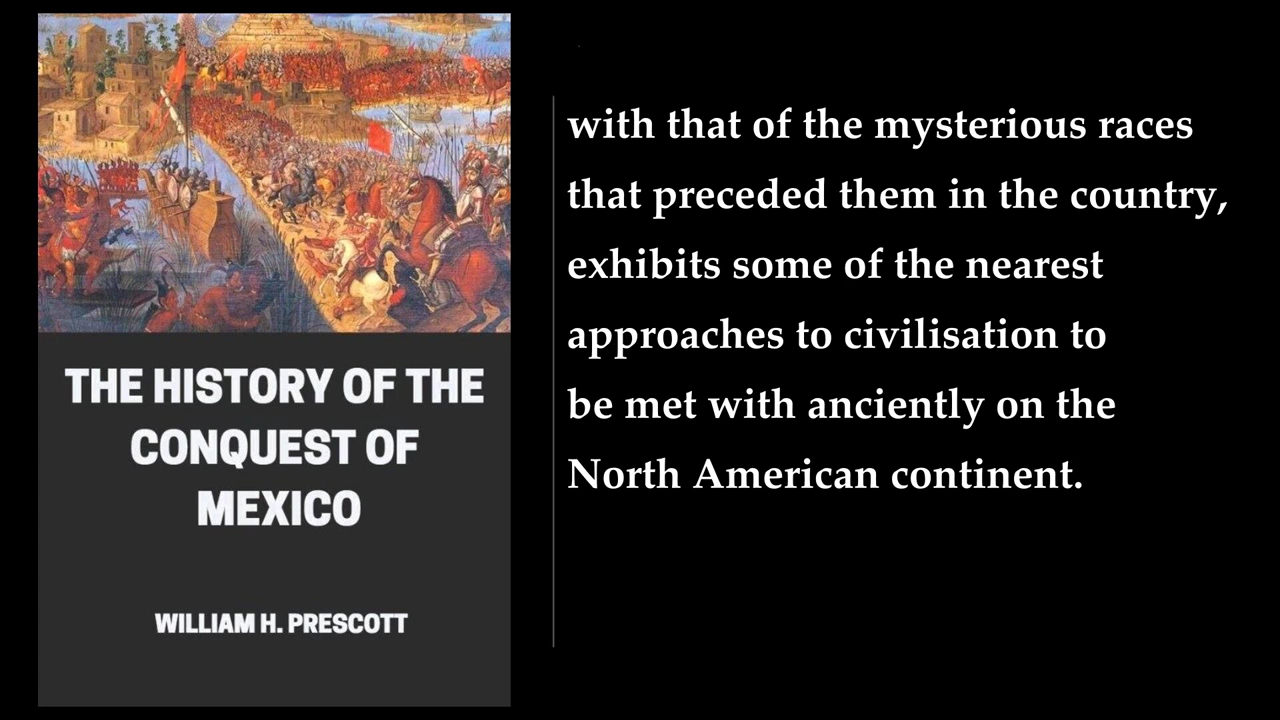 THE HISTORY OF THE
CONQUEST OF
MEXICO
WILLIAM H. PRESCOTT
with that of the mysterious races
that preceded them in the country,
exhibits some of the nearest
approaches to civilisation to
be met with anciently on the
North American continent.